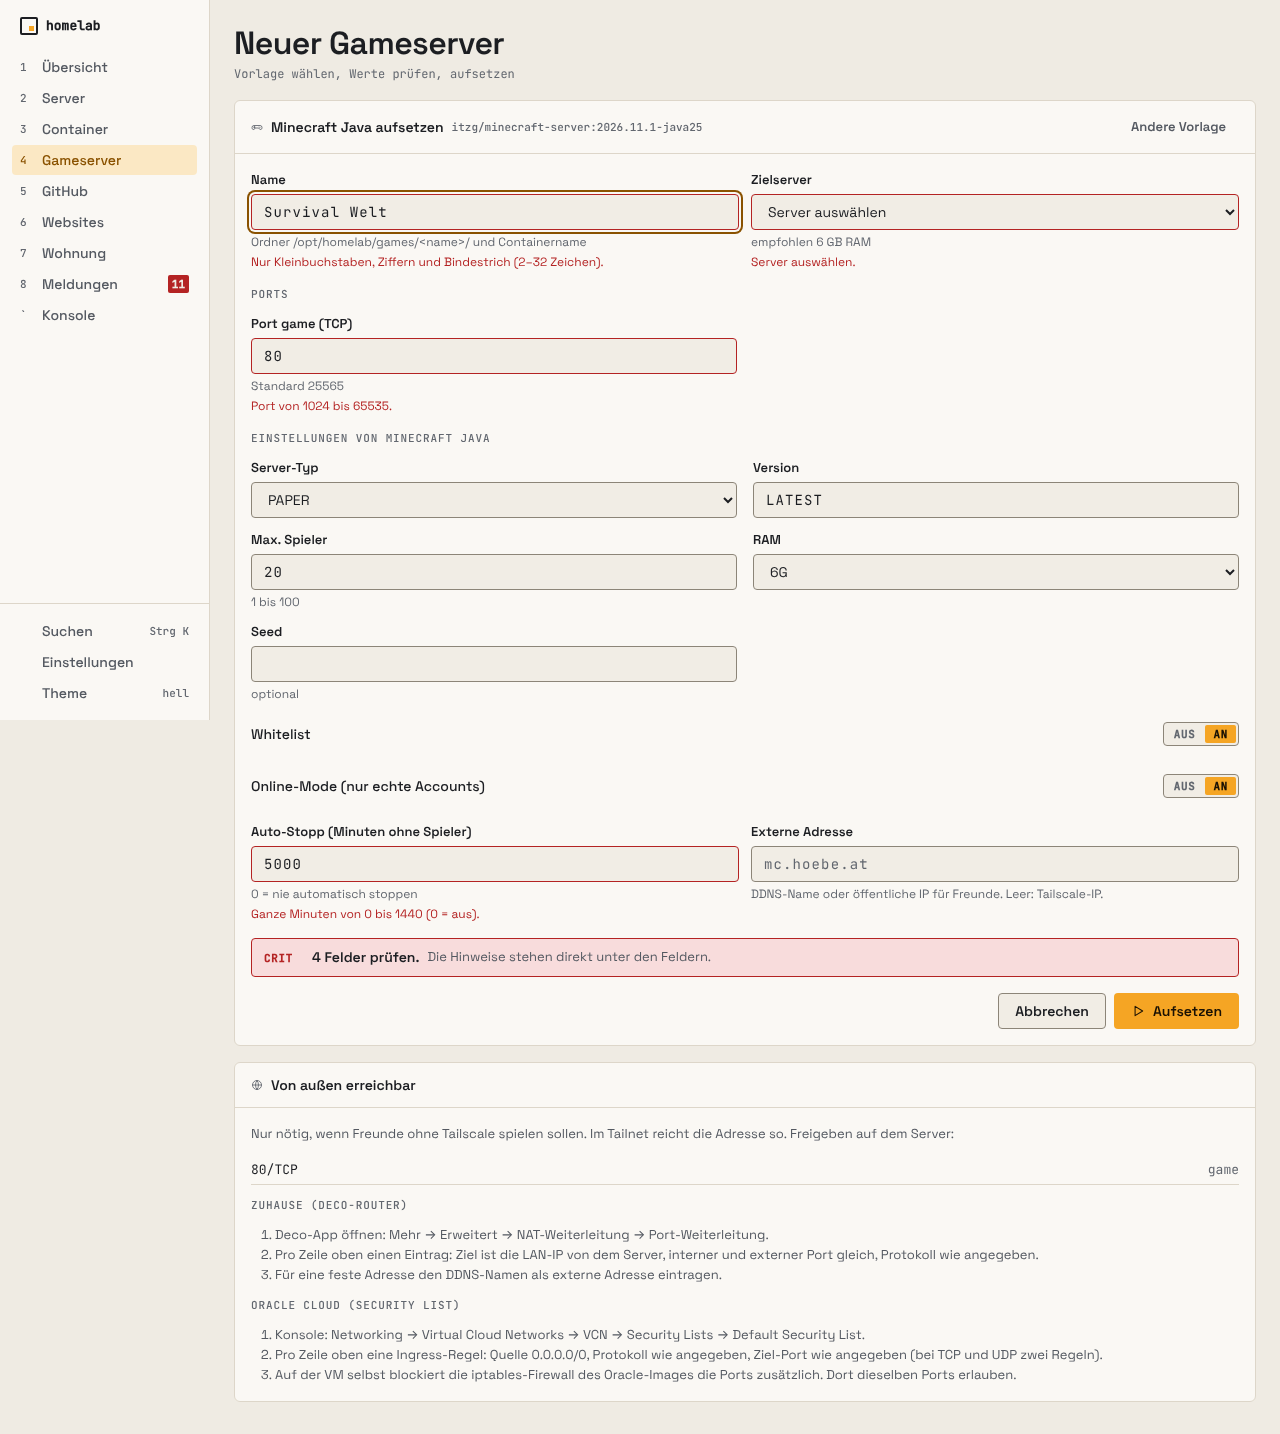 homelab
1 Übersicht
2 Server
3 Container
4 Gameserver
5 GitHub
6 Websites
7 Wohnung
8 Meldungen 11
` Konsole
Suchen Strg K
Einstellungen
Theme hell
Neuer Gameserver
Vorlage wählen, Werte prüfen, aufsetzen
Minecraft Java aufsetzen itzg/minecraft-server:2026.11.1-java25 Andere Vorlage
Name Zielserver
Survival Welt Server auswählen
Ordner /opt/homelab/games/<name>/ und Containername empfohlen 6 GB RAM
Nur Kleinbuchstaben, Ziffern und Bindestrich (2–32 Zeichen). Server auswählen.
PORTS
Port game (TCP)
80
Standard 25565
Port von 1024 bis 65535.
EINSTELLUNGEN VON MINECRAFT JAVA
Server-Typ Version
PAPER LATEST
Max. Spieler RAM
20 6G
1 bis 100
Seed
optional
Whitelist AUS AN
Online-Mode (nur echte Accounts) AUS AN
Auto-Stopp (Minuten ohne Spieler) Externe Adresse
5000 mc.hoebe.at
0 = nie automatisch stoppen DDNS-Name oder öffentliche IP für Freunde. Leer: Tailscale-IP.
Ganze Minuten von 0 bis 1440 (0 = aus).
CRIT 4 Felder prüfen. Die Hinweise stehen direkt unter den Feldern.
Abbrechen Aufsetzen
Von außen erreichbar
Nur nötig, wenn Freunde ohne Tailscale spielen sollen. Im Tailnet reicht die Adresse so. Freigeben auf dem Server:
80/TCP game
ZUHAUSE (DECO-ROUTER)
1. Deco-App öffnen: Mehr → Erweitert → NAT-Weiterleitung → Port-Weiterleitung.
2. Pro Zeile oben einen Eintrag: Ziel ist die LAN-IP von dem Server, interner und externer Port gleich, Protokoll wie angegeben.
3. Für eine feste Adresse den DDNS-Namen als externe Adresse eintragen.
ORACLE CLOUD (SECURITY LIST)
1. Konsole: Networking → Virtual Cloud Networks → VCN → Security Lists → Default Security List.
2. Pro Zeile oben eine Ingress-Regel: Quelle 0.0.0.0/0, Protokoll wie angegeben, Ziel-Port wie angegeben (bei TCP und UDP zwei Regeln).
3. Auf der VM selbst blockiert die iptables-Firewall des Oracle-Images die Ports zusätzlich. Dort dieselben Ports erlauben.